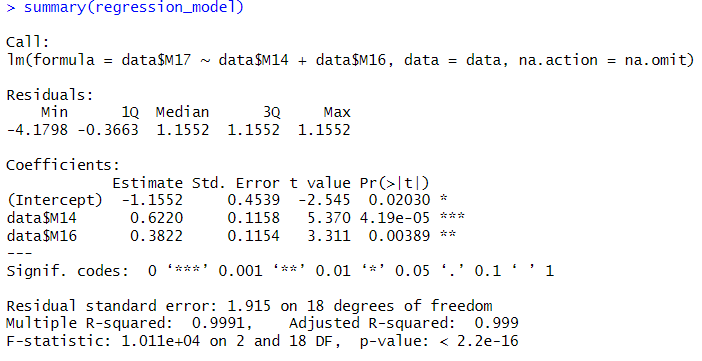 > summary(regression_model)
Call:
lm(formula = data$M17 ~ data$M14 + data$M16, data = data, na.action = na.omit)
Residuals:
    Min      1Q  Median      3Q     Max
-4.1798 -0.3663  1.1552  1.1552  1.1552
Coefficients:
            Estimate Std. Error t value Pr(>|t|)
(Intercept)  -1.1552     0.4539  -2.545  0.02030 *
data$M14      0.6220     0.1158   5.370 4.19e-05 ***
data$M16      0.3822     0.1154   3.311  0.00389 **
---
Signif. codes:  0 ‘***’ 0.001 ‘**’ 0.01 ‘*’ 0.05 ‘.’ 0.1 ‘ ’ 1
Residual standard error: 1.915 on 18 degrees of freedom
Multiple R-squared:  0.9991,    Adjusted R-squared:  0.999
F-statistic: 1.011e+04 on 2 and 18 DF,  p-value: < 2.2e-16